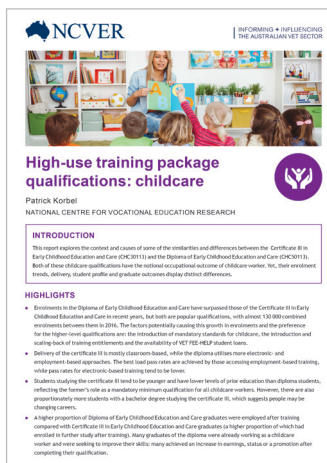 NCVER
INFORMING + INFLUENCING
THE AUSTRALIAN VET SECTOR
High-use training package
qualifications: childcare
Patrick Korbel
NATIONAL CENTRE FOR VOCATIONAL EDUCATION RESEARCH
INTRODUCTION
This report explores the context and causes of some of the similarities and differences between the Certificate III in
Early Childhood Education and Care (CHC30113) and the Diploma of Early Childhood Education and Care (CHC50113).
Both of these childcare qualifications have the notional occupational outcome of childcare worker. Yet, their enrolment
trends, delivery, student profile and graduate outcomes display distinct differences.
HIGHLIGHTS
• Enrolments in the Diploma of Early Childhood Education and Care have surpassed those of the Certificate III in Early
Childhood Education and Care in recent years, but both are popular qualifications, with almost 130 000 combined
enrolments between them in 2016. The factors potentially causing this growth in enrolments and the preference
for the higher-level qualifications are: the introduction of mandatory standards for childcare, the introduction and
scaling-back of training entitlements and the availability of VET FEE-HELP student loans.
• Delivery of the certificate III is mostly classroom-based, while the diploma utilises more electronic- and
employment-based approaches. The best load pass rates are achieved by those accessing employment-based training,
while pass rates for electronic-based training tend to be lower.
• Students studying the certificate III tend to be younger and have lower levels of prior education than diploma students,
reflecting the former's role as a mandatory minimum qualification for all childcare workers. However, there are also
proportionately more students with a bachelor degree studying the certificate III, which suggests people may be
changing careers.
• A higher proportion of Diploma of Early Childhood Education and Care graduates were employed after training
compared with Certificate III in Early Childhood Education and Care graduates (a higher proportion of which had
enrolled in further study after training). Many graduates of the diploma were already working as a childcare
worker and were seeking to improve their skills: many achieved an increase in earnings, status or a promotion after
completing their qualification.